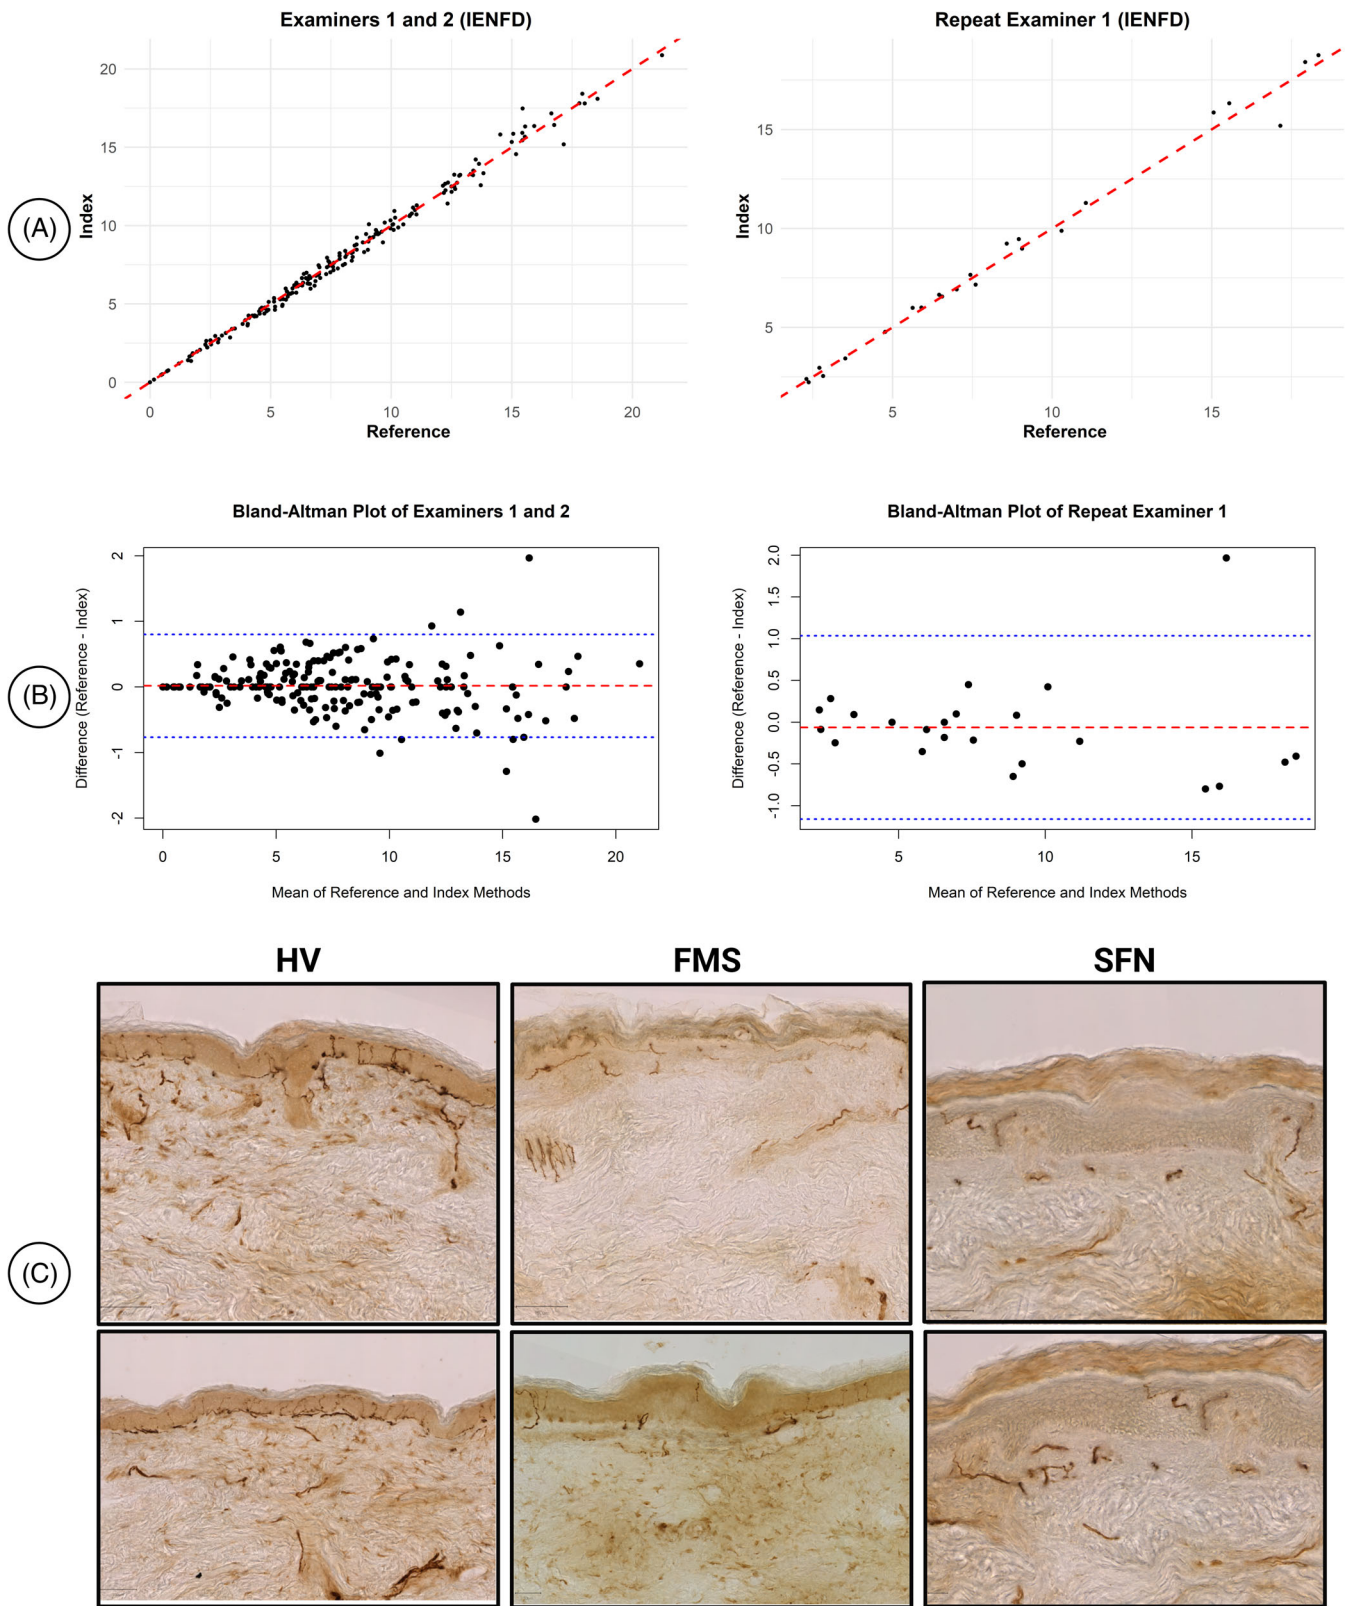 Examiners 1 and 2 (IENFD)
Repeat Examiner 1 (IENFD)
(A)
Index
20
15
10
5
0
0
5
10
15
20
Reference
Index
15
10
5
5
10
15
Reference
Bland-Altman Plot of Examiners 1 and 2
Bland-Altman Plot of Repeat Examiner 1
(B)
Difference (Reference - Index)
2
1
0
-1
-2
0
5
10
15
20
Mean of Reference and Index Methods
Difference (Reference - Index)
2.0
1.5
1.0
0.5
0.0
-0.5
-1.0
5
10
15
Mean of Reference and Index Methods
HV
FMS
SFN
(C)